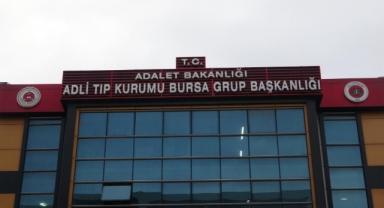 T.C.
ADALET BAKANLIĞI
ADLİ TIP KURUMU BURSA GRUP BAŞKANLIĞI